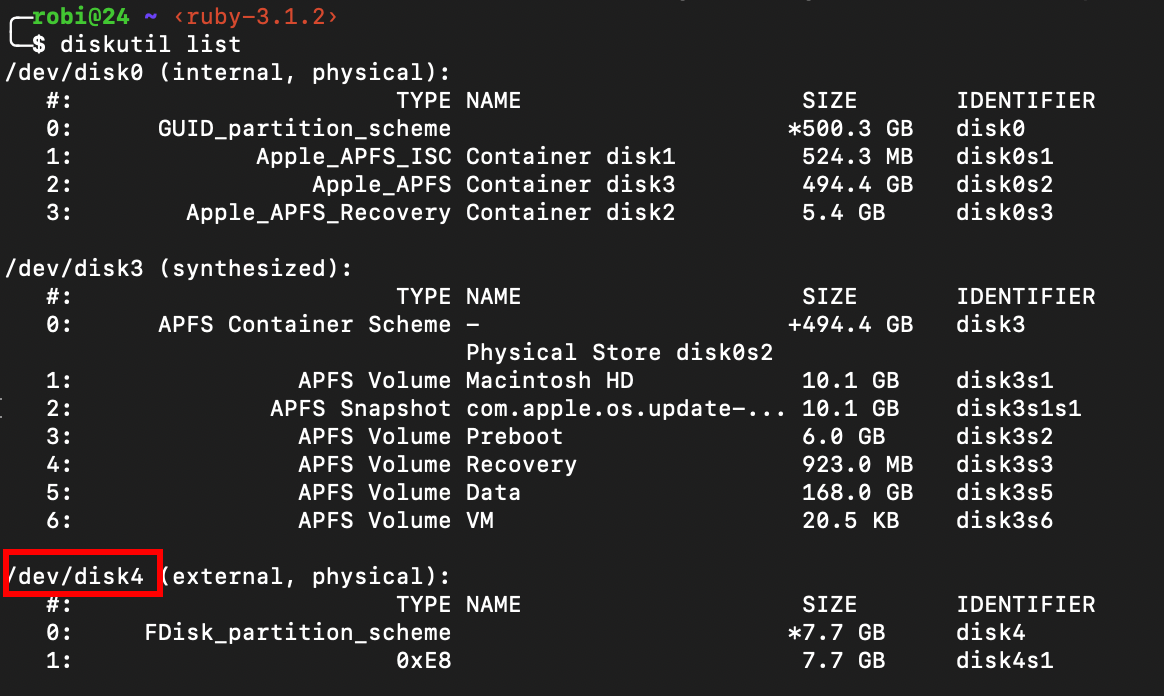 robi@24 ~ ‹ruby-3.1.2›
$ diskutil list
/dev/disk0 (internal, physical):
#: TYPE NAME SIZE IDENTIFIER
0: GUID_partition_scheme *500.3 GB disk0
1: Apple_APFS_ISC Container disk1 524.3 MB disk0s1
2: Apple_APFS Container disk3 494.4 GB disk0s2
3: Apple_APFS_Recovery Container disk2 5.4 GB disk0s3
/dev/disk3 (synthesized):
#: TYPE NAME SIZE IDENTIFIER
0: APFS Container Scheme – +494.4 GB disk3
Physical Store disk0s2
1: APFS Volume Macintosh HD 10.1 GB disk3s1
2: APFS Snapshot com.apple.os.update-... 10.1 GB disk3s1s1
3: APFS Volume Preboot 6.0 GB disk3s2
4: APFS Volume Recovery 923.0 MB disk3s3
5: APFS Volume Data 168.0 GB disk3s5
6: APFS Volume VM 20.5 KB disk3s6
/dev/disk4 (external, physical):
#: TYPE NAME SIZE IDENTIFIER
0: FDisk_partition_scheme *7.7 GB disk4
1: 0xE8 7.7 GB disk4s1